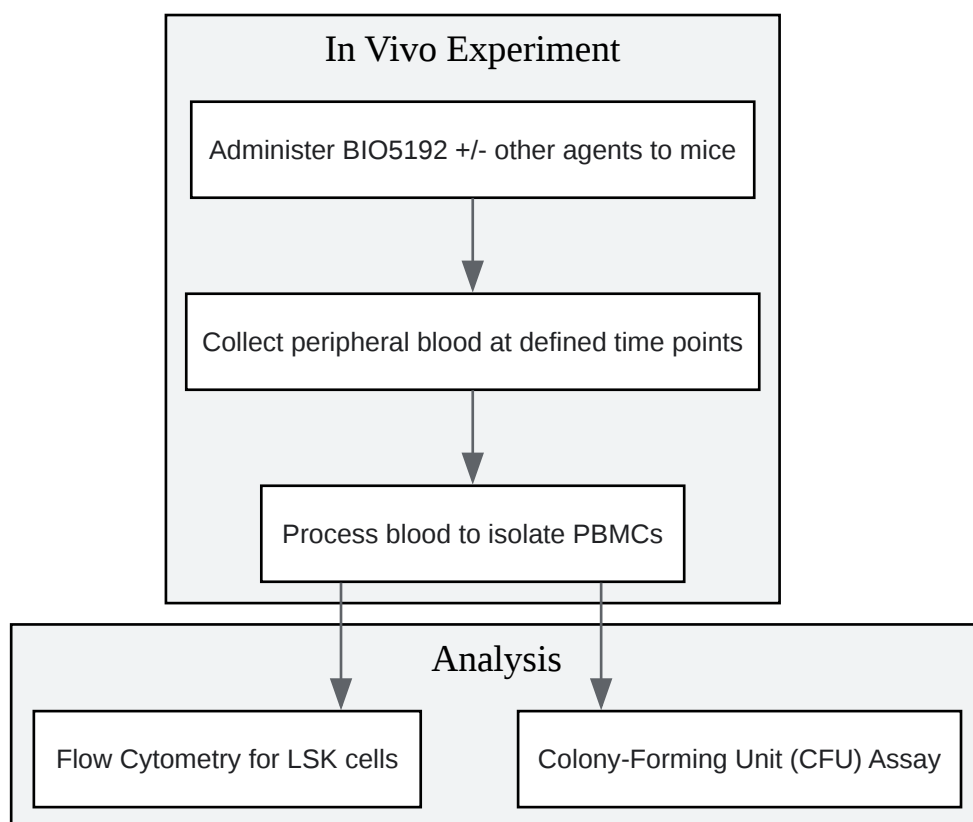 In Vivo Experiment
Administer BIO5192 +/- other agents to mice
Collect peripheral blood at defined time points
Process blood to isolate PBMCs
Analysis
Flow Cytometry for LSK cells
Colony-Forming Unit (CFU) Assay